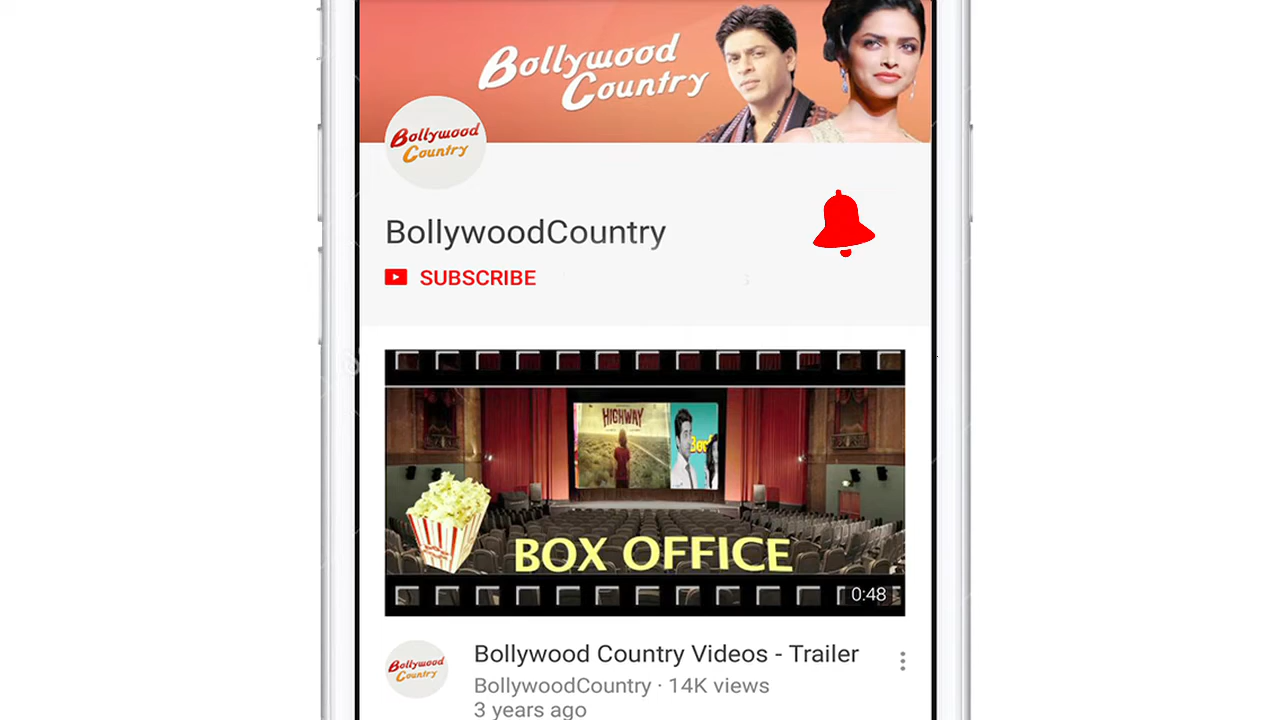 Bollywood
Country
Bollywood
Country
BollywoodCountry
SUBSCRIBE
HIGHWAY
BOX OFFICE
0:48
Bollywood
Country
Bollywood Country Videos - Trailer
BollywoodCountry · 14K views
3 years ago